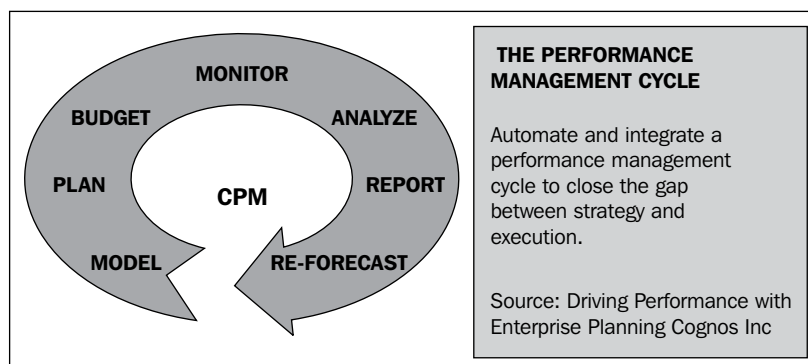 MONITOR
BUDGET
ANALYZE
PLAN
CPM
REPORT
MODEL
RE-FORECAST
THE PERFORMANCE
MANAGEMENT CYCLE
Automate and integrate a
performance management
cycle to close the gap
between strategy and
execution.
Source: Driving Performance with
Enterprise Planning Cognos Inc